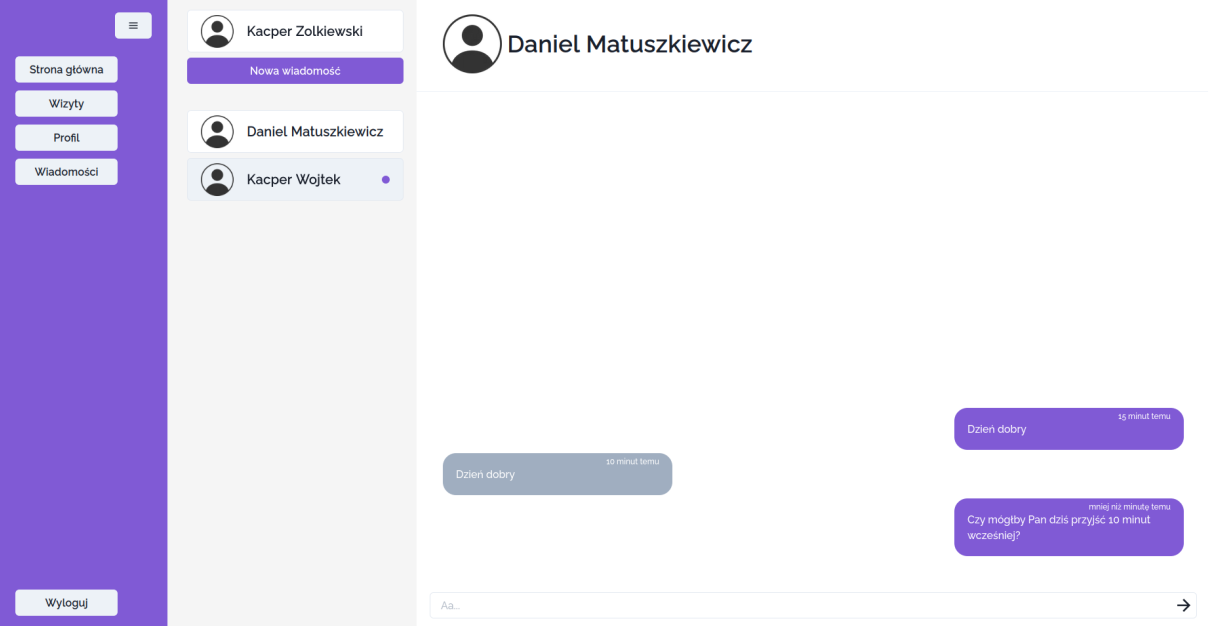 Strona główna
Wizyty
Profil
Wiadomości
Wyloguj
Kacper Zolkiewski
Nowa wiadomość
Daniel Matuszkiewicz
Kacper Wojtek
Daniel Matuszkiewicz
15 minut temu
Dzień dobry
10 minut temu
Dzień dobry
mniej niż minutę temu
Czy mógłby Pan dziś przyjść 10 minut
wcześniej?
Aa...